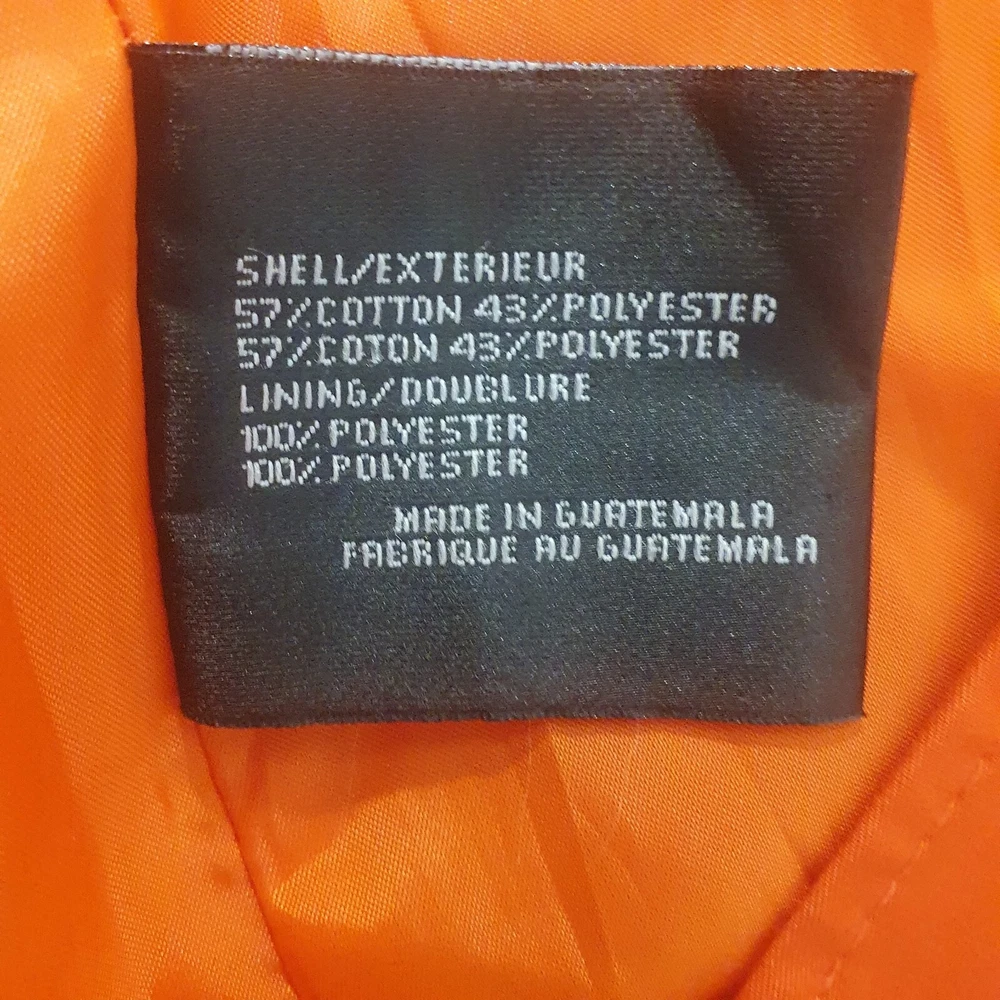 SHELL/EXTERIEUR
57%COTTON 43%POLYESTER
57%COTON 43%POLYESTER
LINING/DOUBLURE
100% POLYESTER
100% POLYESTER
MADE IN GUATEMALA
FABRIQUE AU GUATEMALA